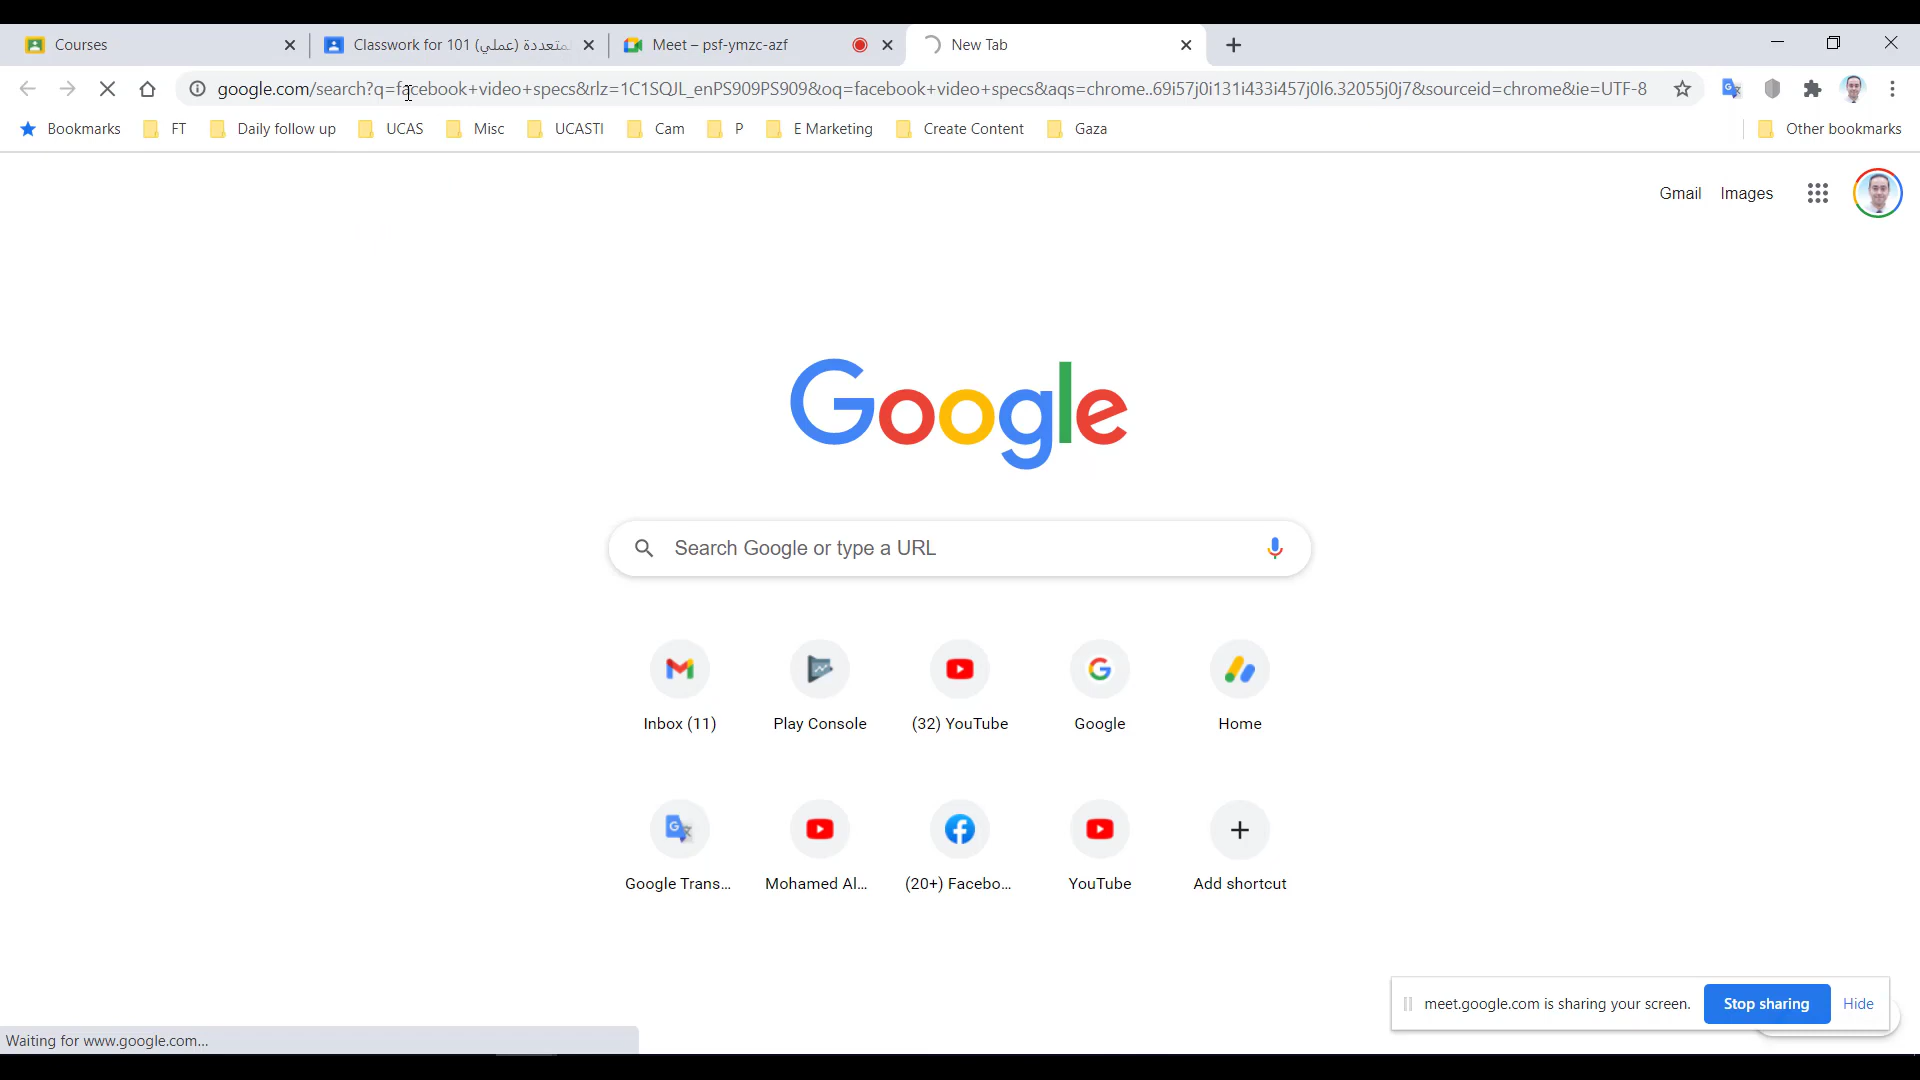 Courses
Classwork for 101 (عملي) المتعددة
Meet – psf-ymzc-azf
New Tab
google.com/search?q=facebook+video+specs&rlz=1C1SQJL_enPS909PS909&oq=facebook+video+specs&aqs=chrome..69i57j0i131i433i457j0l6.32055j0j7&sourceid=chrome&ie=UTF-8
Bookmarks
FT
Daily follow up
UCAS
Misc
UCASTI
Cam
P
E Marketing
Create Content
Gaza
Other bookmarks
Gmail
Images
Google
Search Google or type a URL
Inbox (11)
Play Console
(32) YouTube
Google
Home
Google Trans...
Mohamed Al...
(20+) Facebo...
YouTube
Add shortcut
meet.google.com is sharing your screen.
Stop sharing
Hide
Waiting for www.google.com...